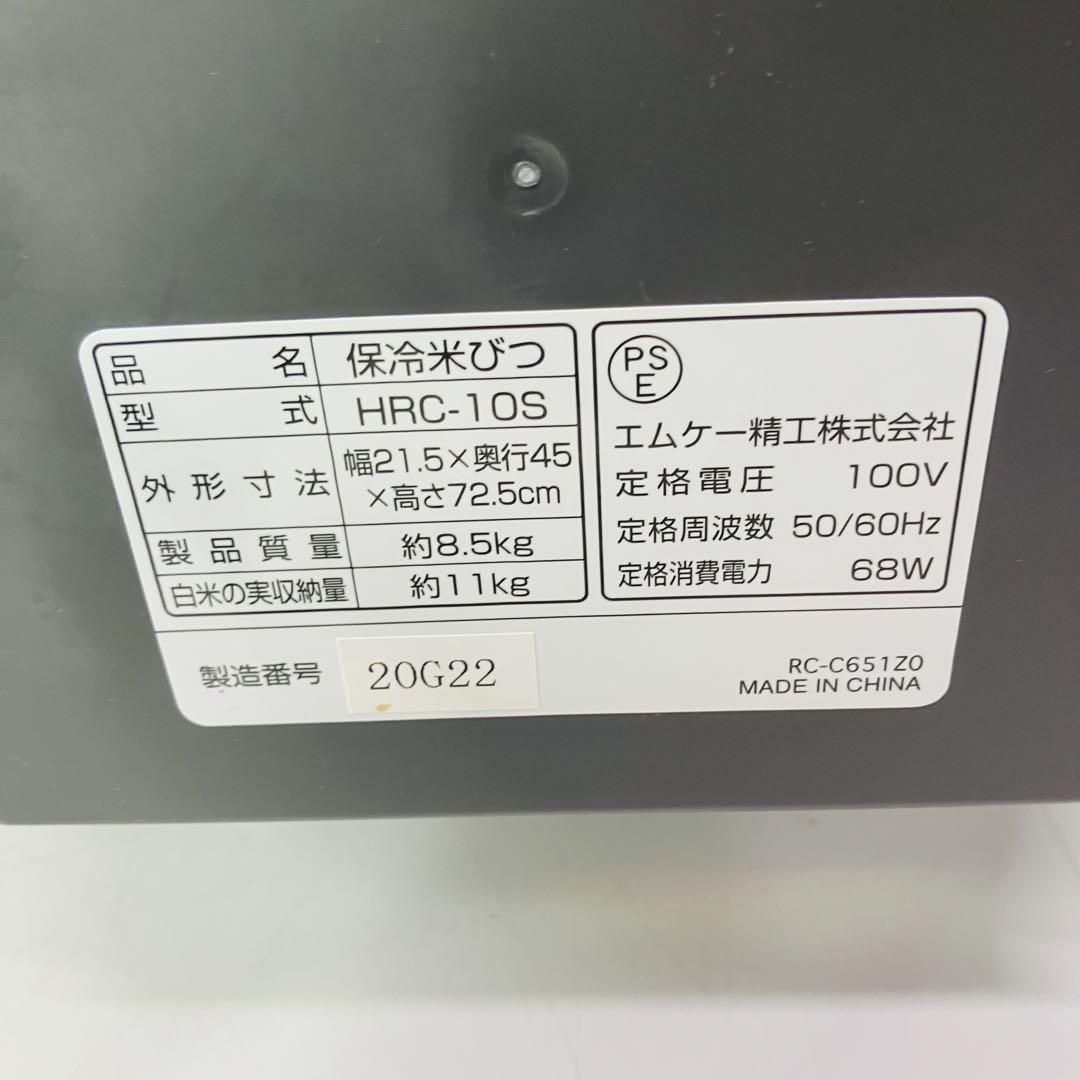 品名 保冷米びつ
型式 HRC-10S
外形寸法 幅21.5×奥行45
×高さ72.5cm
製品質量 約8.5kg
白米の実収納量 約11kg
PS
E
エムケー精工株式会社
定格電圧 100V
定格周波数 50/60Hz
定格消費電力 68W
製造番号 20G22
RC-C651Z0
MADE IN CHINA